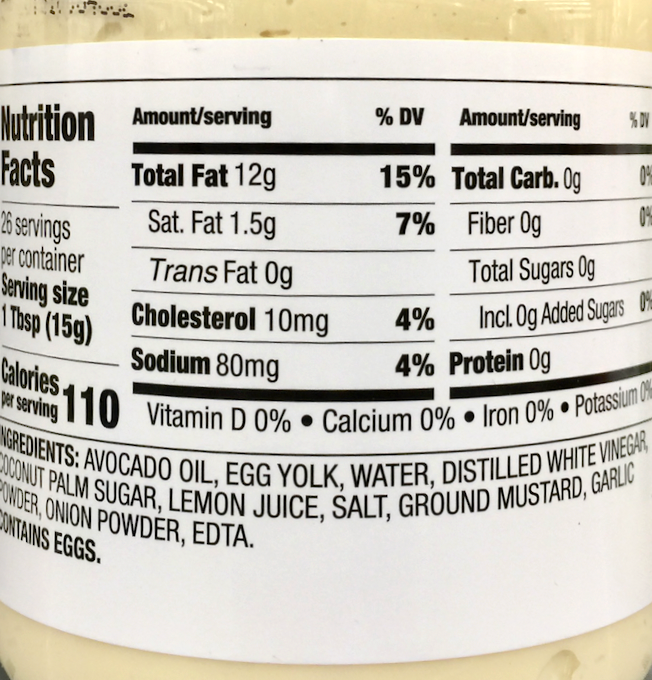 Nutrition
Facts
26 servings
per container
Serving size
1 Tbsp (15g)
Calories
per serving 110
Amount/serving % DV
Total Fat 12g 15%
Sat. Fat 1.5g 7%
Trans Fat 0g
Cholesterol 10mg 4%
Sodium 80mg 4%
Amount/serving % DV
Total Carb. 0g 0%
Fiber 0g 0%
Total Sugars 0g
Incl. 0g Added Sugars 0%
Protein 0g
Vitamin D 0% • Calcium 0% • Iron 0% • Potassium 0%
INGREDIENTS: AVOCADO OIL, EGG YOLK, WATER, DISTILLED WHITE VINEGAR,
COCONUT PALM SUGAR, LEMON JUICE, SALT, GROUND MUSTARD, GARLIC
POWDER, ONION POWDER, EDTA.
CONTAINS EGGS.